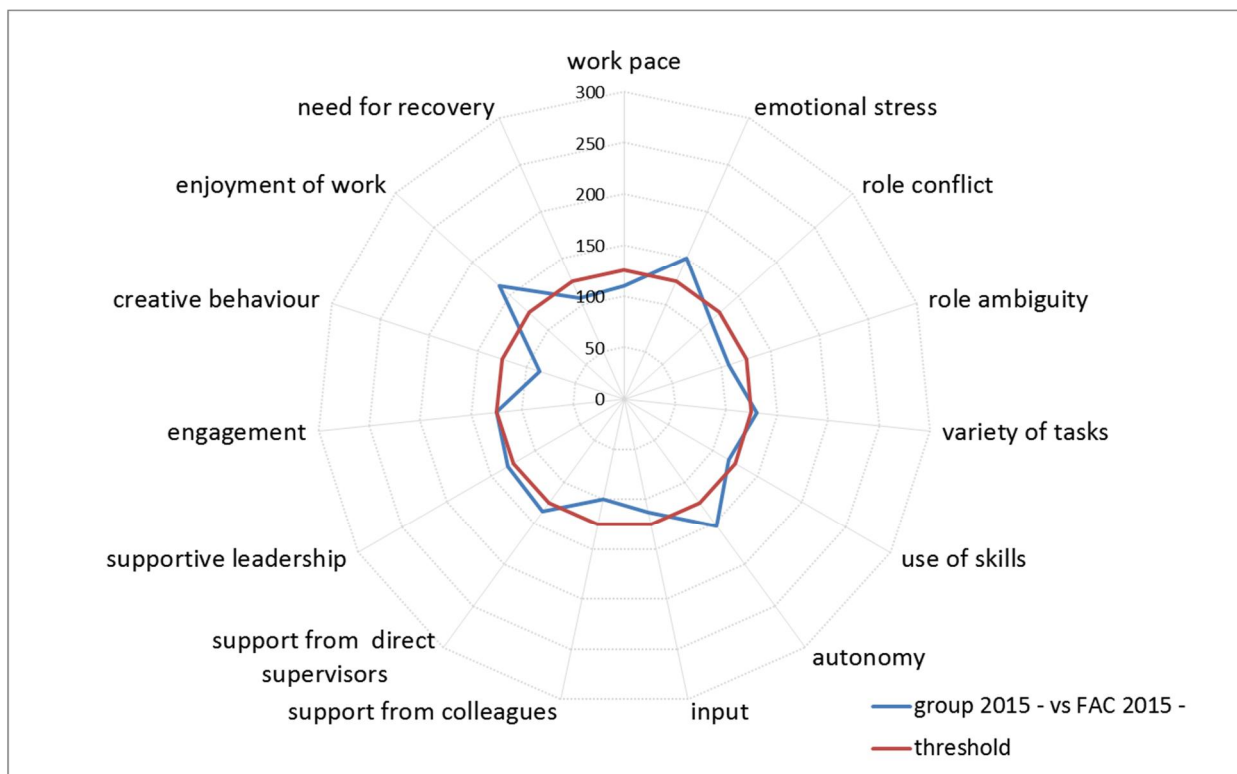 work pace
300
need for recovery
emotional stress
250
enjoyment of work
role conflict
200
150
creative behaviour
role ambiguity
100
50
0
engagement
variety of tasks
supportive leadership
use of skills
support from  direct
supervisors
autonomy
support from colleagues
input
group 2015 - vs FAC 2015 -
threshold